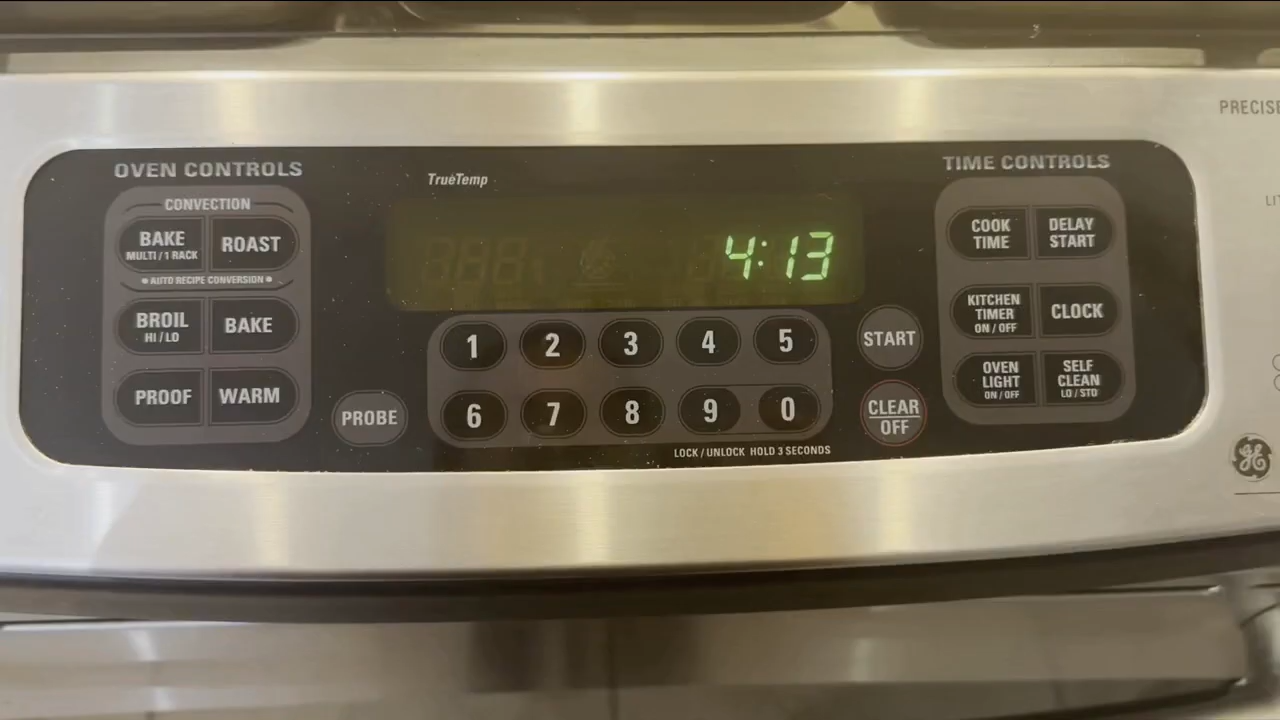 PRECISE
OVEN CONTROLS
TIME CONTROLS
TrueTemp
CONVECTION
BAKE
MULTI / 1 RACK
ROAST
AUTO RECIPE CONVERSION
BROIL
HI / LO
BAKE
PROOF
WARM
PROBE
4:13
1 2 3 4 5
6 7 8 9 0
LOCK / UNLOCK HOLD 3 SECONDS
START
CLEAR
OFF
COOK
TIME
DELAY
START
KITCHEN
TIMER
ON / OFF
CLOCK
OVEN
LIGHT
ON / OFF
SELF
CLEAN
LO / STD
GE